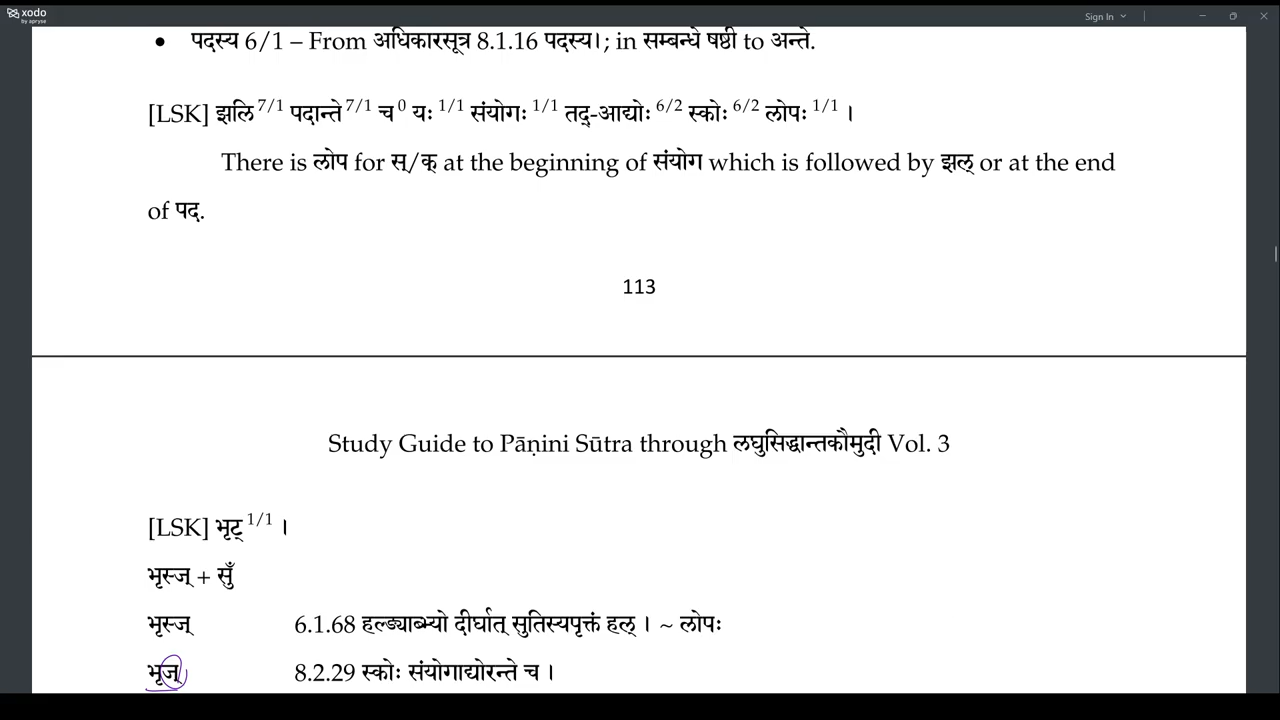 xodo
by apryse
Sign In
• पदस्य 6/1 – From अधिकारसूत्र 8.1.16 पदस्य।; in सम्बन्धे षष्ठी to अन्ते.
[LSK] झलि 7/1 पदान्ते 7/1 च 0 यः 1/1 संयोगः 1/1 तद्-आद्योः 6/2 स्कोः 6/2 लोपः 1/1 ।
There is लोप for स्/क् at the beginning of संयोग which is followed by झल् or at the end
of पद.
113
Study Guide to Pāṇini Sūtra through लघुसिद्धान्तकौमुदी Vol. 3
[LSK] भृट् 1/1 ।
भृस्ज् + सुँ
भृस्ज् 6.1.68 हल्ङ्याब्भ्यो दीर्घात् सुतिस्यपृक्तं हल् । ~ लोपः
भृज् 8.2.29 स्कोः संयोगाद्योरन्ते च ।